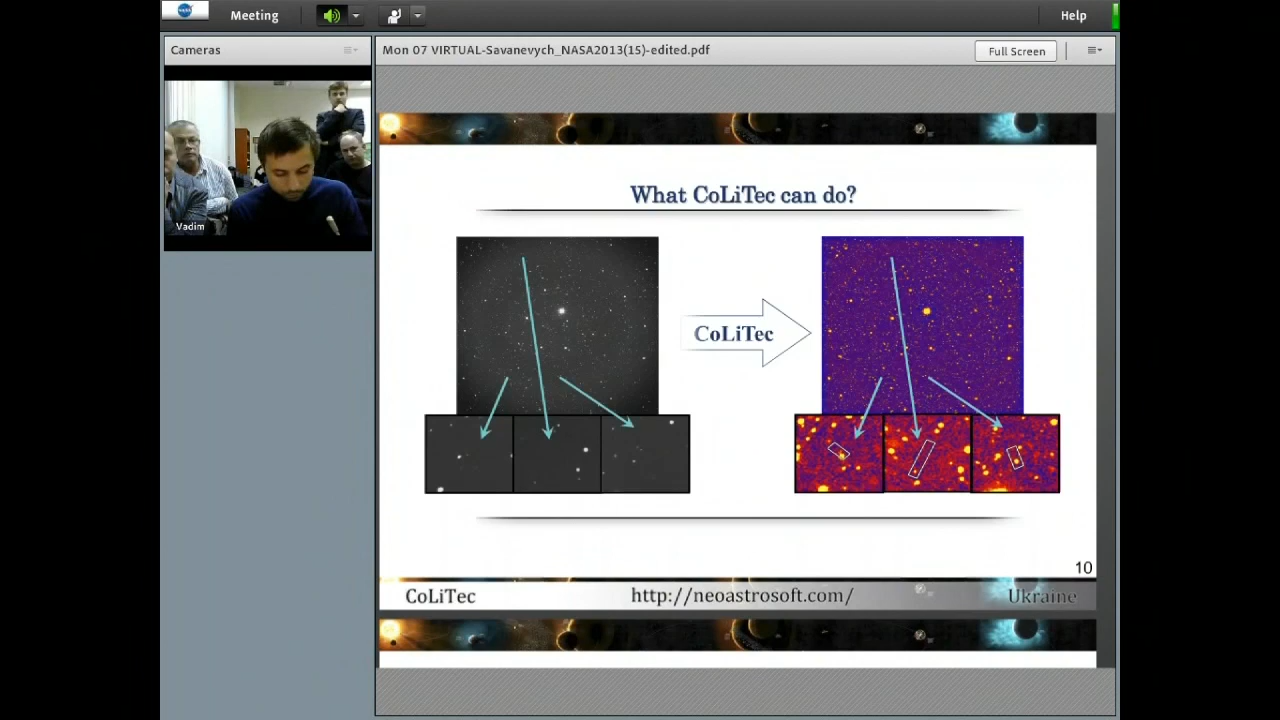 NASA
Meeting
Help
Cameras
Mon 07 VIRTUAL-Savanevych_NASA2013(15)-edited.pdf
Full Screen
Vadim
What CoLiTec can do?
CoLiTec
10
CoLiTec
http://neoastrosoft.com/
Ukraine